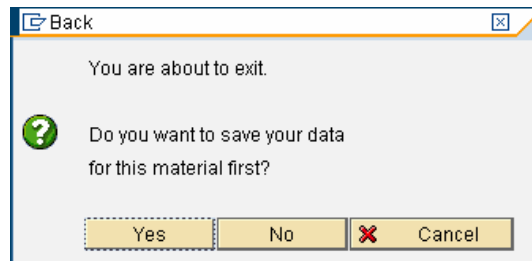 Back
You are about to exit.
Do you want to save your data
for this material first?
Yes No Cancel